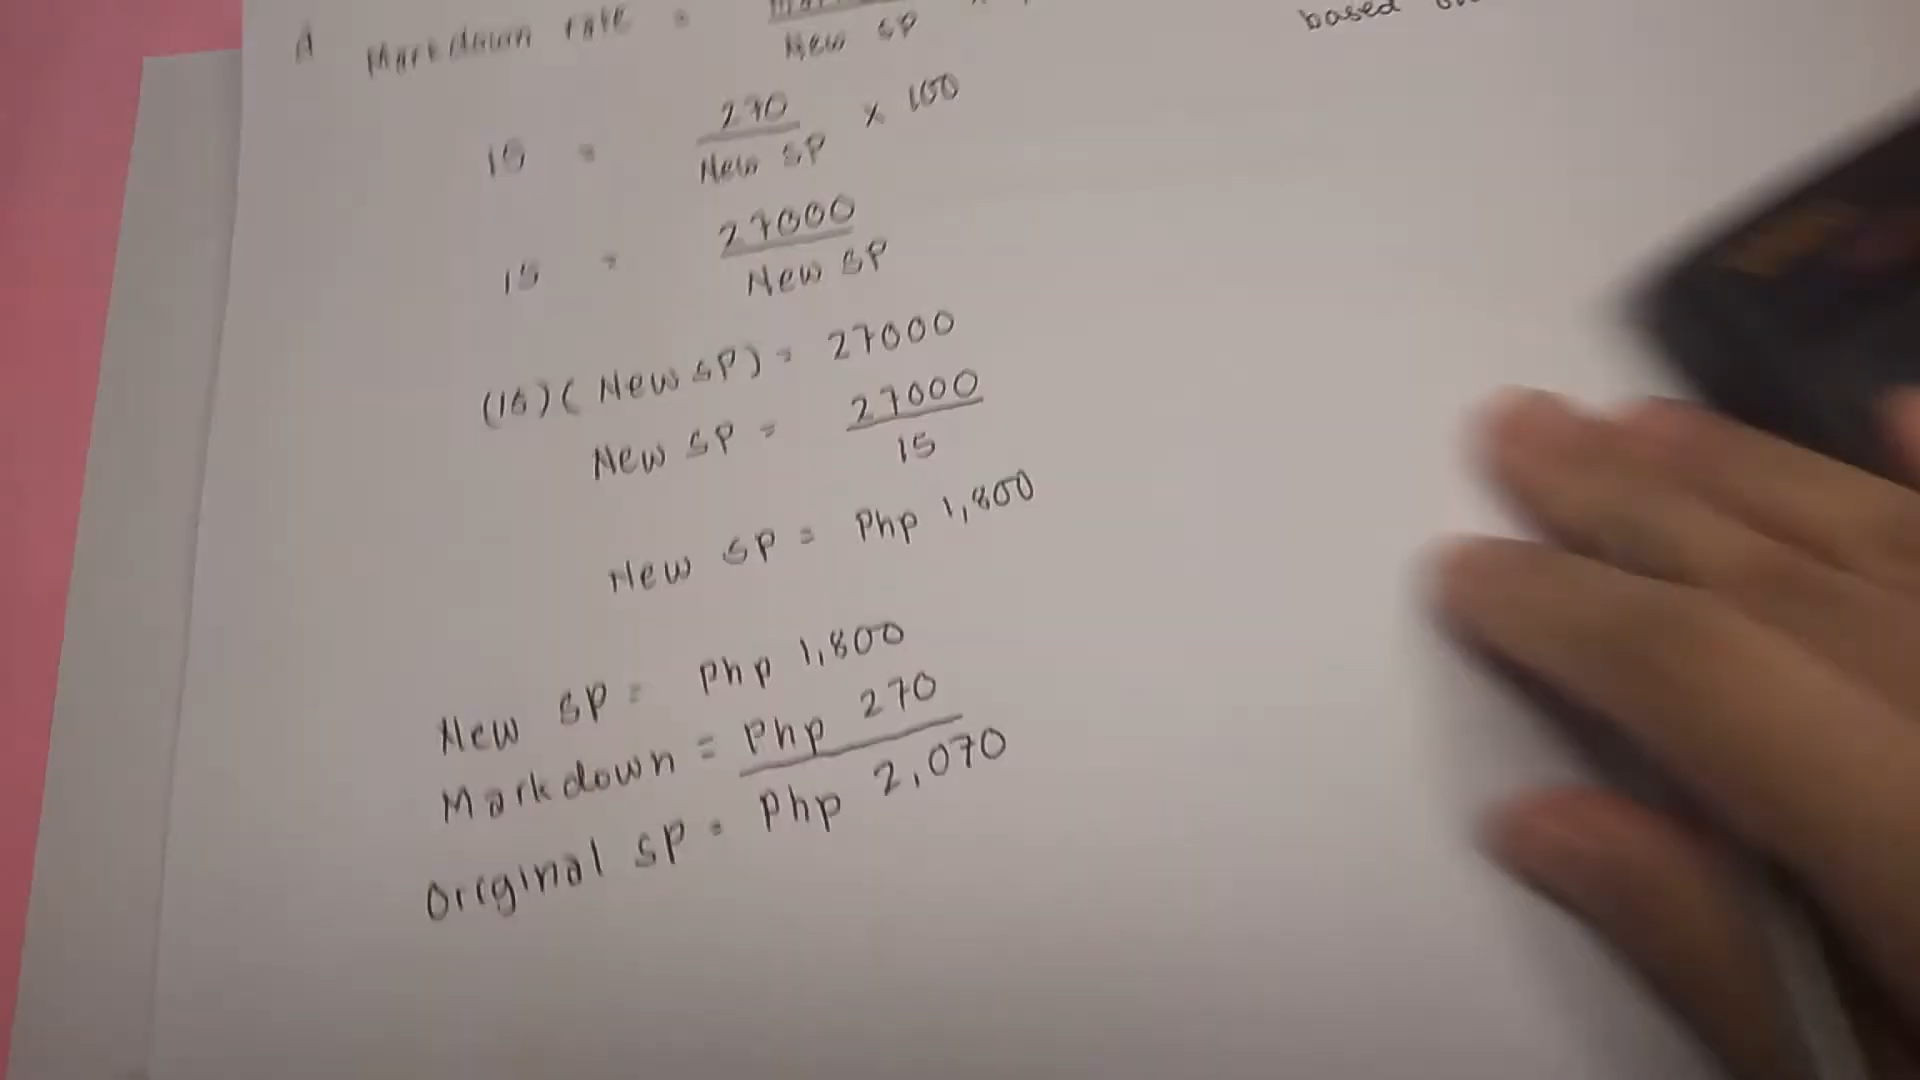 A Markdown rate =
New SP
based
15 = 270 / New SP x 100
15 = 27000 / New SP
(15)(New SP) = 27000
New SP = 27000 / 15
New SP = Php 1,800
New SP = Php 1,800
Markdown = Php 270
Original SP = Php 2,070